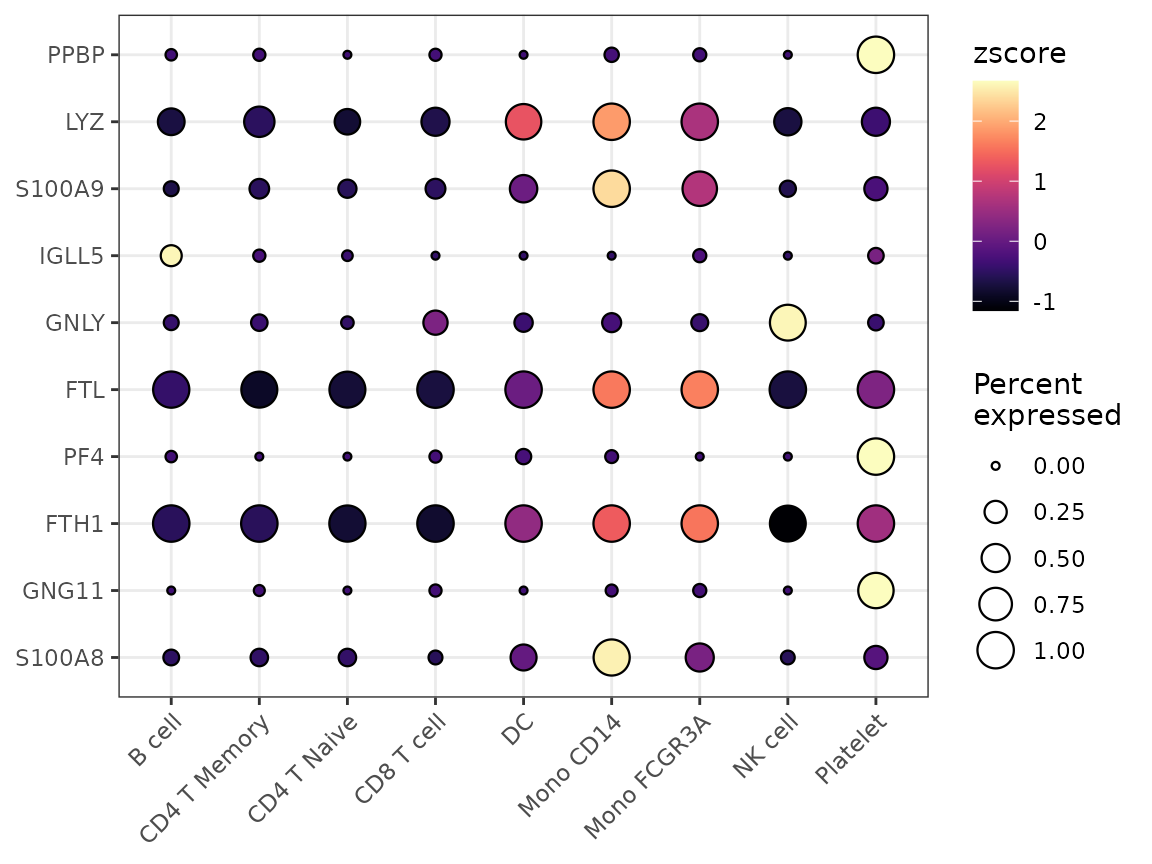 PPBP
LYZ
S100A9
IGLL5
GNLY
FTL
PF4
FTH1
GNG11
S100A8
B cell
CD4 T Memory
CD4 T Naive
CD8 T cell
DC
Mono CD14
Mono FCGR3A
NK cell
Platelet
zscore
2
1
0
-1
Percent
expressed
0.00
0.25
0.50
0.75
1.00